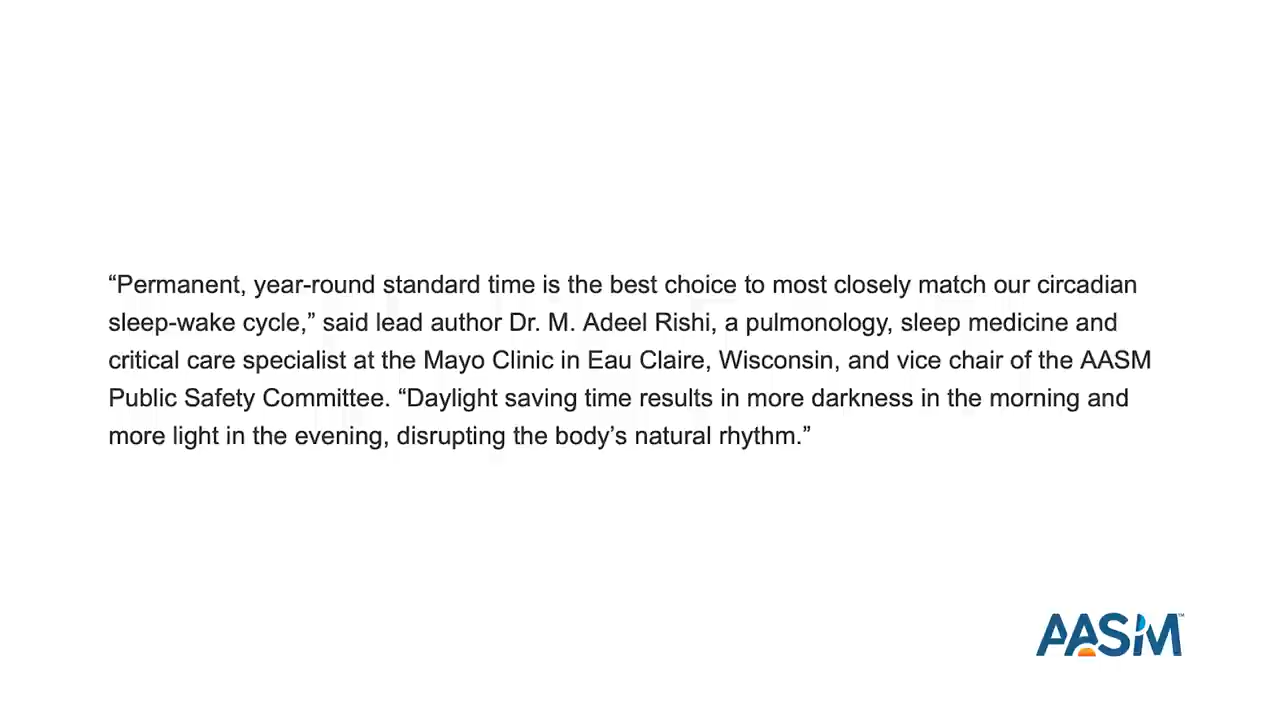 “Permanent, year-round standard time is the best choice to most closely match our circadian
sleep-wake cycle,” said lead author Dr. M. Adeel Rishi, a pulmonology, sleep medicine and
critical care specialist at the Mayo Clinic in Eau Claire, Wisconsin, and vice chair of the AASM
Public Safety Committee. “Daylight saving time results in more darkness in the morning and
more light in the evening, disrupting the body’s natural rhythm.”
AASM™